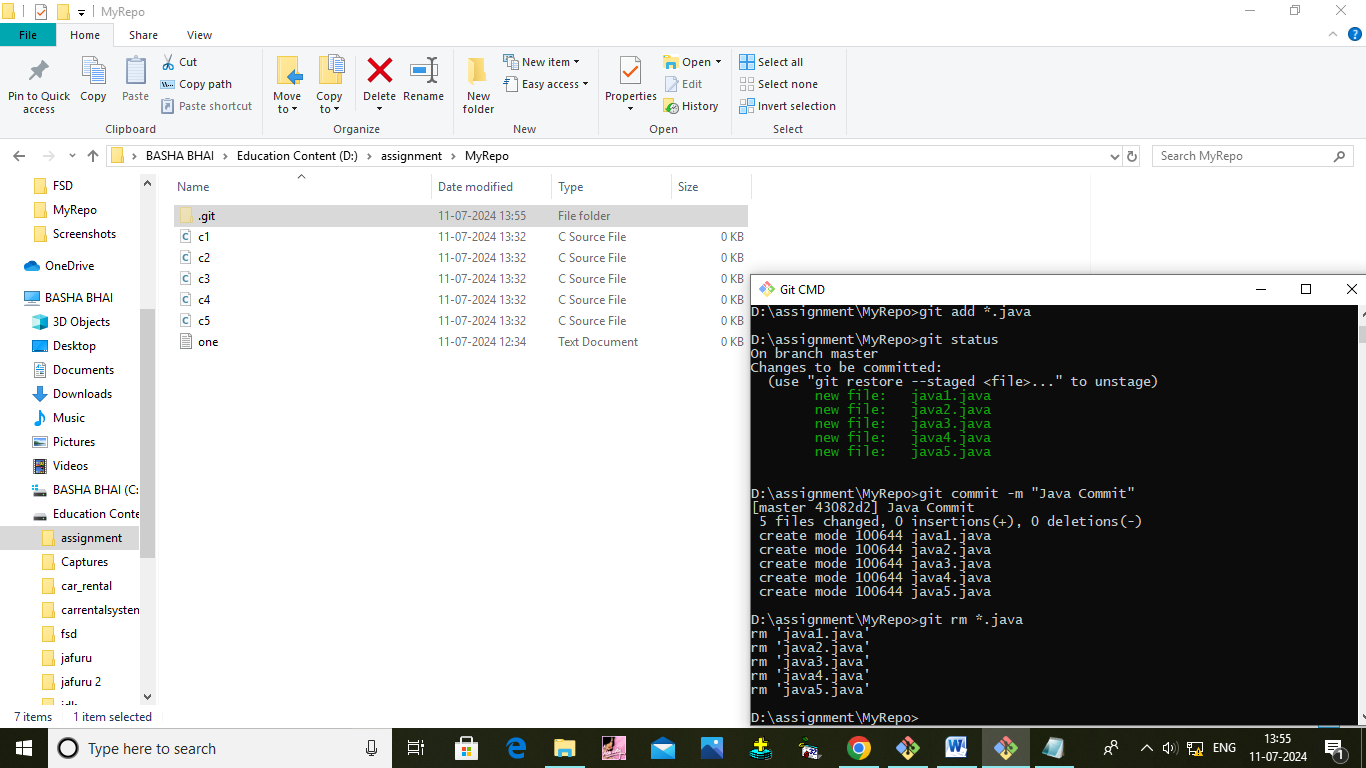 MyRepo
File Home Share View
Pin to Quick access
Copy
Paste
Cut
Copy path
Paste shortcut
Clipboard
Move to
Copy to
Delete
Rename
Organize
New folder
New item
Easy access
New
Properties
Open
Edit
History
Open
Select all
Select none
Invert selection
Select
BASHA BHAI > Education Content (D:) > assignment > MyRepo
Search MyRepo
FSD
MyRepo
Screenshots
OneDrive
BASHA BHAI
3D Objects
Desktop
Documents
Downloads
Music
Pictures
Videos
BASHA BHAI (C:
Education Conte
assignment
Captures
car_rental
carrentalsysten
fsd
jafuru
jafuru 2
Name Date modified Type Size
.git 11-07-2024 13:55 File folder
c1 11-07-2024 13:32 C Source File 0 KB
c2 11-07-2024 13:32 C Source File 0 KB
c3 11-07-2024 13:32 C Source File 0 KB
c4 11-07-2024 13:32 C Source File 0 KB
c5 11-07-2024 13:32 C Source File 0 KB
one 11-07-2024 12:34 Text Document 0 KB
7 items 1 item selected
Git CMD
D:\assignment\MyRepo>git add *.java
D:\assignment\MyRepo>git status
On branch master
Changes to be committed:
(use "git restore --staged <file>..." to unstage)
new file: java1.java
new file: java2.java
new file: java3.java
new file: java4.java
new file: java5.java
D:\assignment\MyRepo>git commit -m "Java Commit"
[master 43082d2] Java Commit
5 files changed, 0 insertions(+), 0 deletions(-)
create mode 100644 java1.java
create mode 100644 java2.java
create mode 100644 java3.java
create mode 100644 java4.java
create mode 100644 java5.java
D:\assignment\MyRepo>git rm *.java
rm 'java1.java'
rm 'java2.java'
rm 'java3.java'
rm 'java4.java'
rm 'java5.java'
D:\assignment\MyRepo>
Type here to search
ENG
13:55
11-07-2024
1